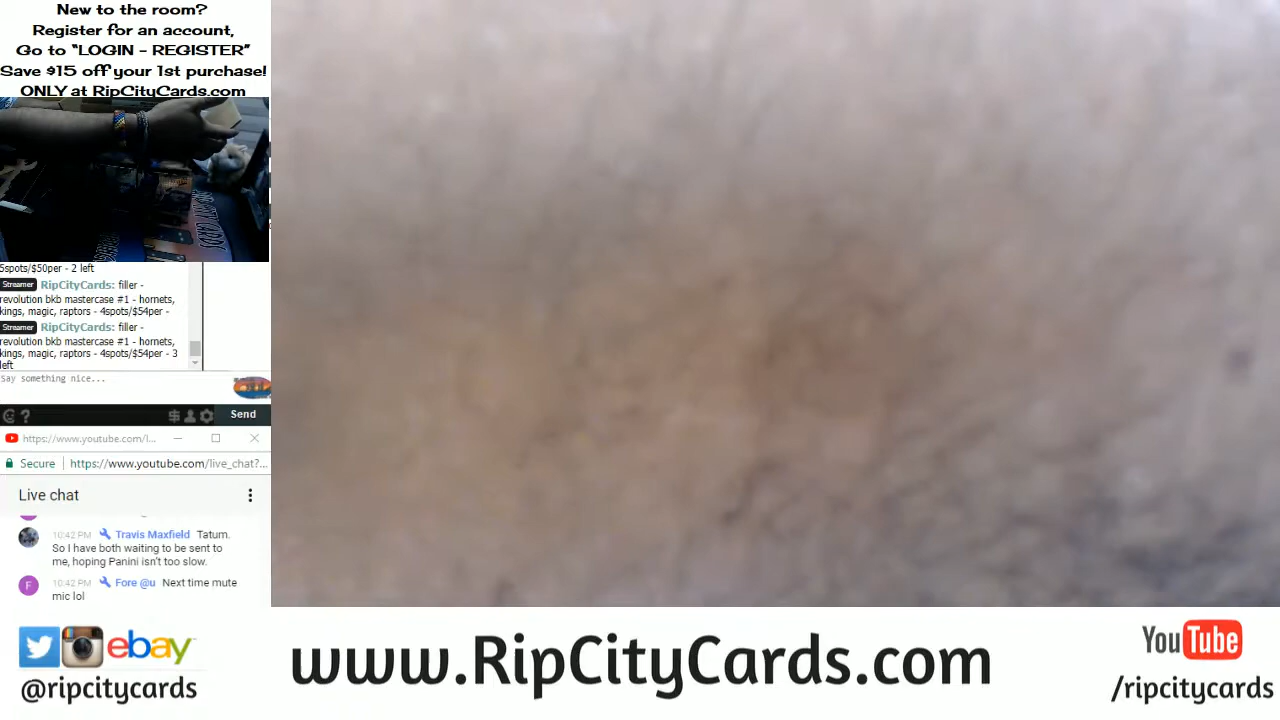 New to the room?
Register for an account,
Go to “LOGIN - REGISTER”
Save $15 off your 1st purchase!
ONLY at RipCityCards.com
5spots/$50per - 2 left
Streamer RipCityCards: filler -
revolution bkb mastercase #1 - hornets,
kings, magic, raptors - 4spots/$54per -
Streamer RipCityCards: filler -
revolution bkb mastercase #1 - hornets,
kings, magic, raptors - 4spots/$54per - 3
left
Say something nice...
Send
https://www.youtube.com/l...
Secure https://www.youtube.com/live_chat?...
Live chat
10:42 PM Travis Maxfield Tatum.
So I have both waiting to be sent to
me, hoping Panini isn't too slow.
F 10:42 PM Fore @u Next time mute
mic lol
ebay
@ripcitycards
www.RipCityCards.com
YouTube
/ripcitycards